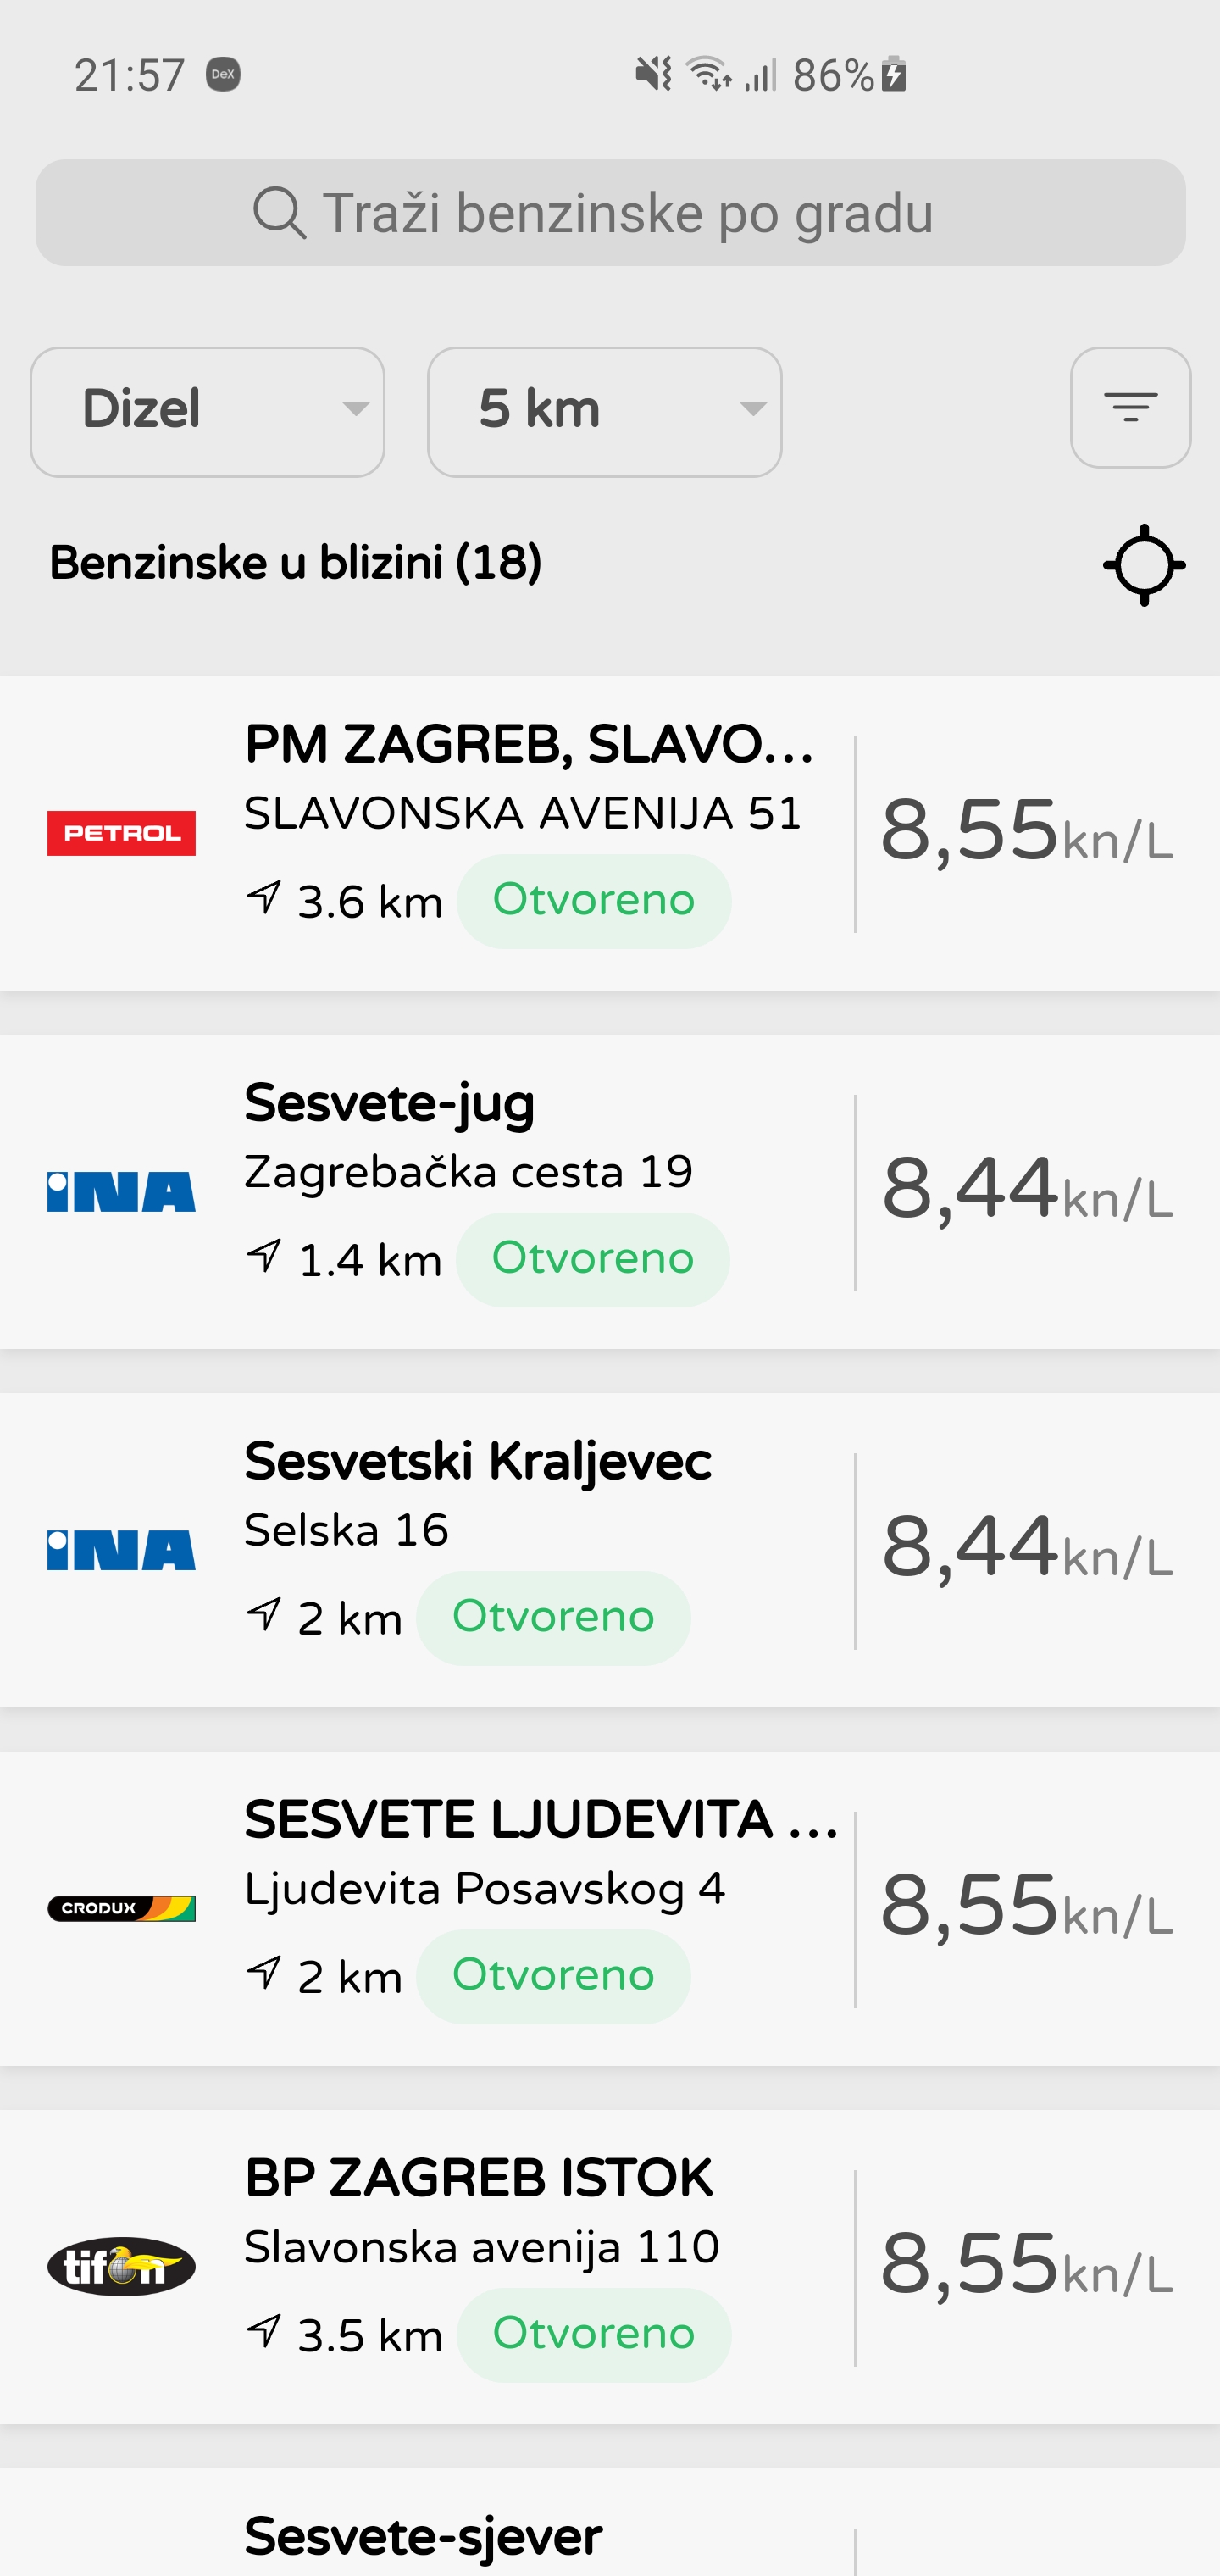 21:57 DeX 86%
Traži benzinske po gradu
Dizel 5 km
Benzinske u blizini (18)
PM ZAGREB, SLAVO...
PETROL SLAVONSKA AVENIJA 51 8,55kn/L
3.6 km Otvoreno
Sesvete-jug
INA Zagrebačka cesta 19 8,44kn/L
1.4 km Otvoreno
Sesvetski Kraljevec
INA Selska 16 8,44kn/L
2 km Otvoreno
SESVETE LJUDEVITA ...
CRODUX Ljudevita Posavskog 4 8,55kn/L
2 km Otvoreno
BP ZAGREB ISTOK
tifon Slavonska avenija 110 8,55kn/L
3.5 km Otvoreno
Sesvete-sjever